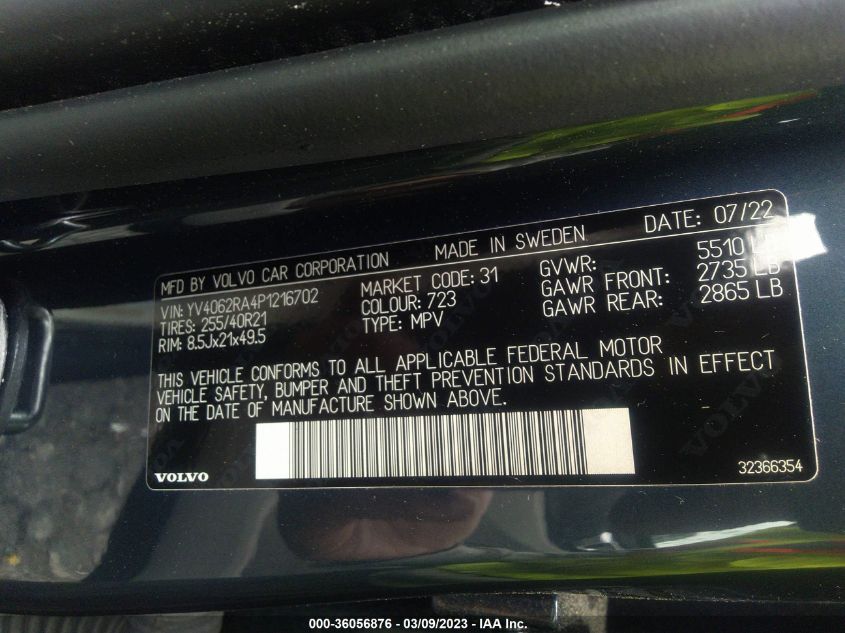 MFD BY VOLVO CAR CORPORATION MADE IN SWEDEN DATE: 07/22
VIN: YV4062RA4P1216702 MARKET CODE: 31 GVWR: 5510
TIRES: 255/40R21 COLOUR: 723 GAWR FRONT: 2735 LB
RIM: 8.5Jx21x49.5 TYPE: MPV GAWR REAR: 2865 LB
THIS VEHICLE CONFORMS TO ALL APPLICABLE FEDERAL MOTOR
VEHICLE SAFETY, BUMPER AND THEFT PREVENTION STANDARDS IN EFFECT
ON THE DATE OF MANUFACTURE SHOWN ABOVE.
VOLVO 32366354
000-36056876 - 03/09/2023 - IAA Inc.